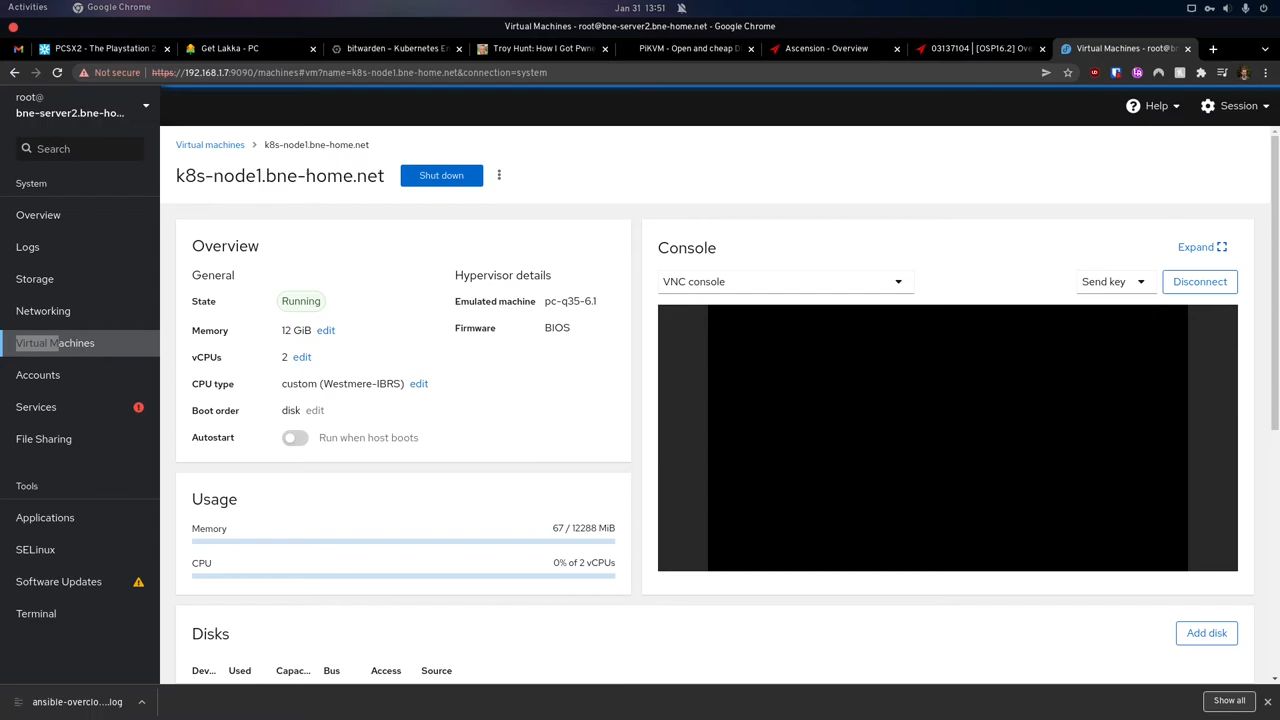 Activities Google Chrome Jan 31 13:51
Virtual Machines - root@bne-server2.bne-home.net - Google Chrome
PCSX2 - The Playstation 2 Get Lakka - PC bitwarden – Kubernetes En Troy Hunt: How I Got Pwne PiKVM - Open and cheap D Ascension - Overview 03137104 | [OSP16.2] Ove Virtual Machines - root@b
Not secure https://192.168.1.7:9090/machines#vm?name=k8s-node1.bne-home.net&connection=system
root@
bne-server2.bne-ho...
Help Session
Search
System
Overview
Logs
Storage
Networking
Virtual Machines
Accounts
Services
File Sharing
Tools
Applications
SELinux
Software Updates
Terminal
Virtual machines > k8s-node1.bne-home.net
k8s-node1.bne-home.net Shut down
Overview
General
State Running
Memory 12 GiB edit
vCPUs 2 edit
CPU type custom (Westmere-IBRS) edit
Boot order disk edit
Autostart Run when host boots
Hypervisor details
Emulated machine pc-q35-6.1
Firmware BIOS
Console Expand
VNC console Send key Disconnect
Usage
Memory 67 / 12288 MiB
CPU 0% of 2 vCPUs
Disks Add disk
Dev... Used Capac... Bus Access Source
ansible-overclo....log Show all